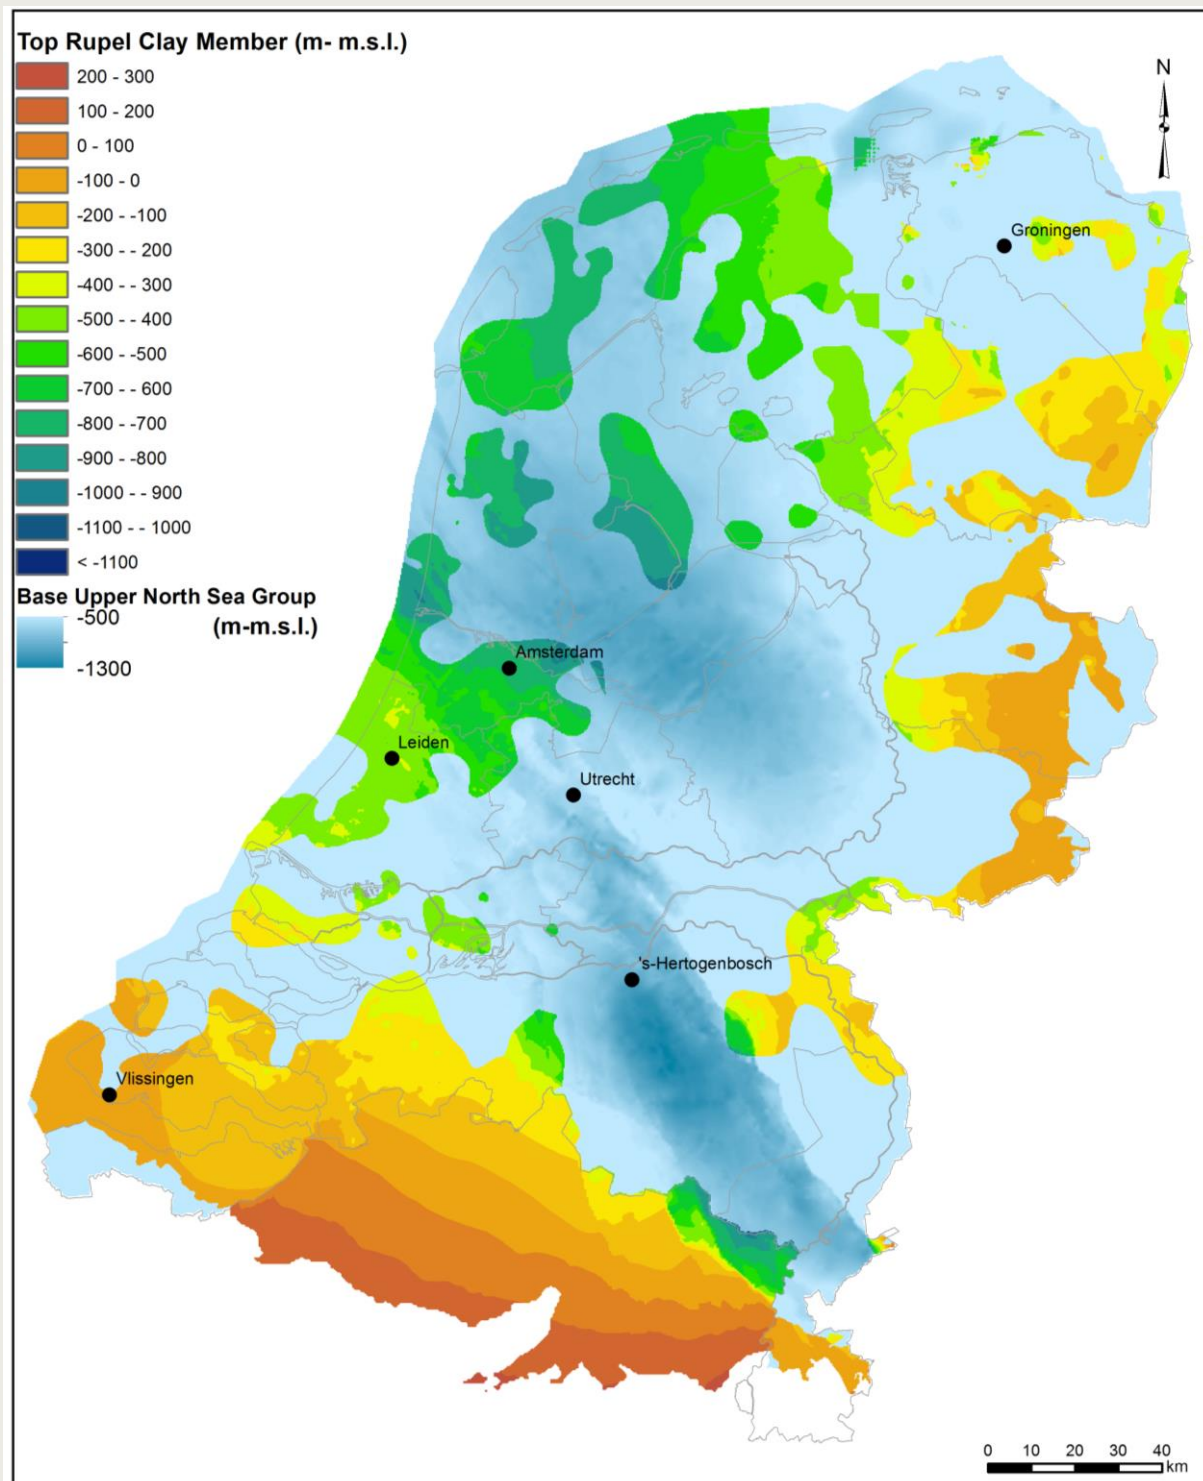 Top Rupel Clay Member (m- m.s.l.)
200 - 300
100 - 200
0 - 100
-100 - 0
-200 - -100
-300 - - 200
-400 - - 300
-500 - - 400
-600 - -500
-700 - - 600
-800 - -700
-900 - -800
-1000 - - 900
-1100 - - 1000
< -1100
Base Upper North Sea Group
(m-m.s.l.)
-500
-1300
N
Groningen
Amsterdam
Leiden
Utrecht
's-Hertogenbosch
Vlissingen
0 10 20 30 40
km